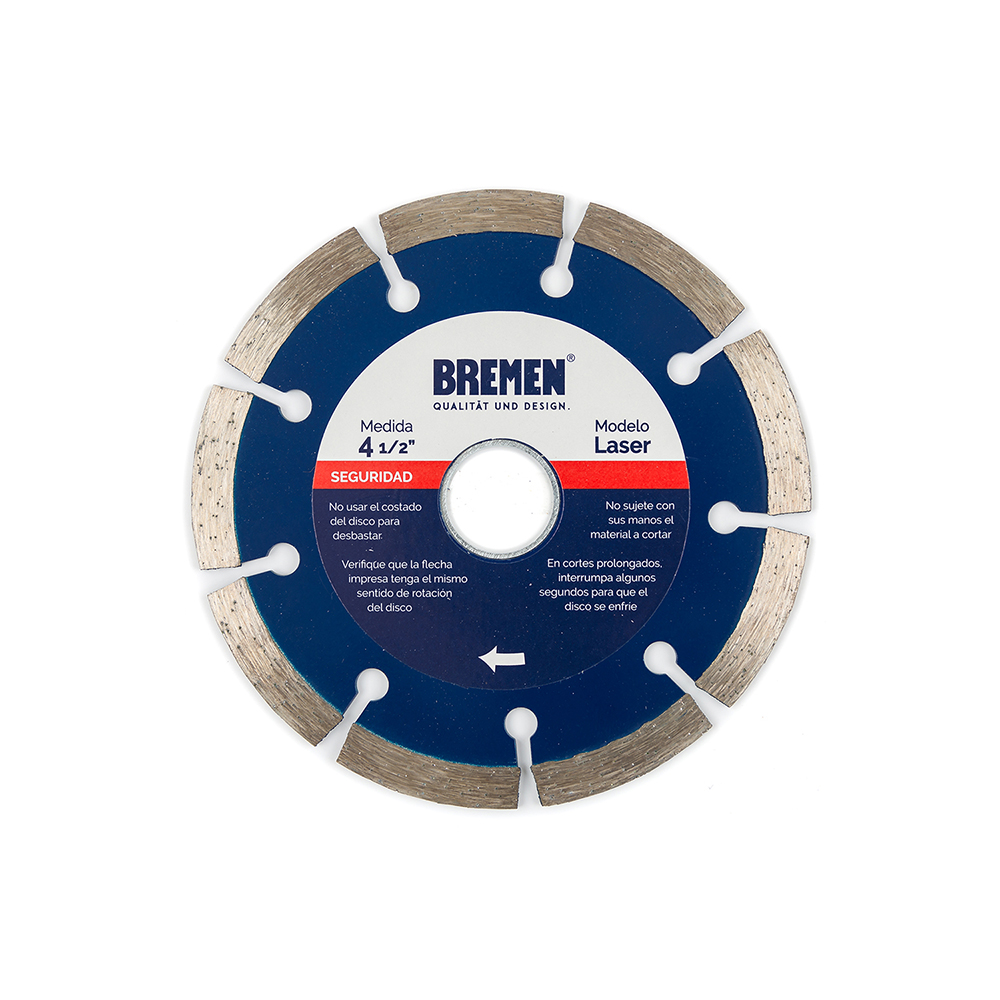 BREMEN®
QUALITÄT UND DESIGN.
Medida
4 1/2"
Modelo
Laser
SEGURIDAD
No usar el costado
del disco para
desbastar
Verifique que la flecha
impresa tenga el mismo
sentido de rotación
del disco
No sujete con
sus manos el
material a cortar
En cortes prolongados,
interrumpa algunos
segundos para que el
disco se enfrie